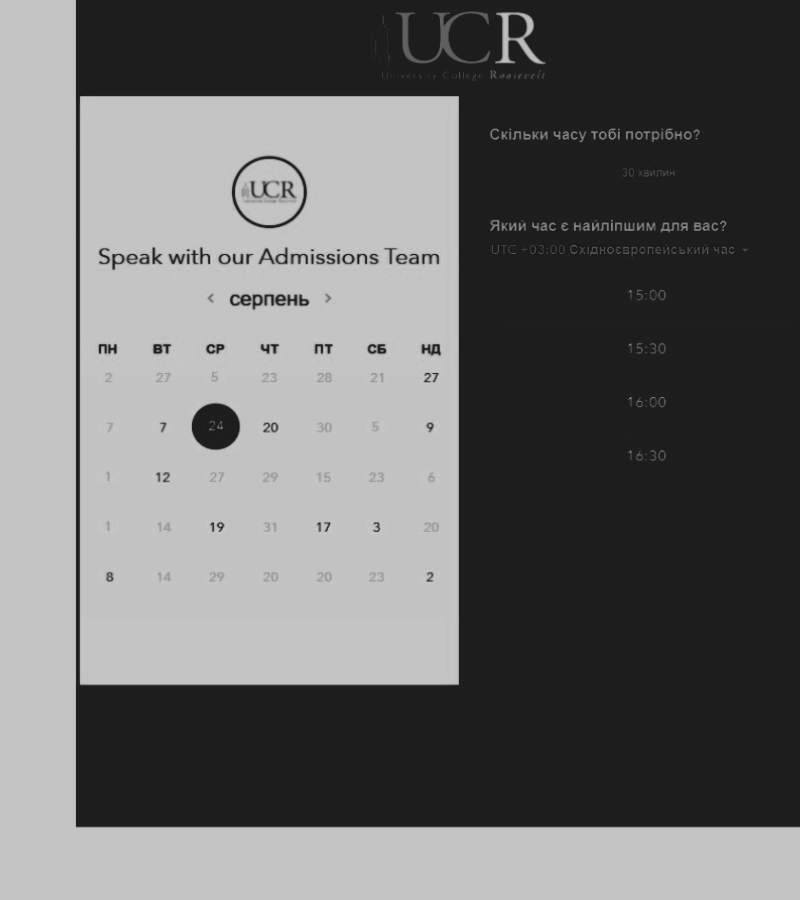 UCR
University College Roosevelt
UCR
Speak with our Admissions Team
‹ серпень ›
ПН ВТ СР ЧТ ПТ СБ НД
2 27 5 23 28 21 27
7 7 24 20 30 5 9
1 12 27 29 15 23 6
1 14 19 31 17 3 20
8 14 29 20 20 23 2
Скільки часу тобі потрібно?
30 хвилин
Який час є найліпшим для вас?
UTC +03:00 Східноєвропейський час
15:00
15:30
16:00
16:30